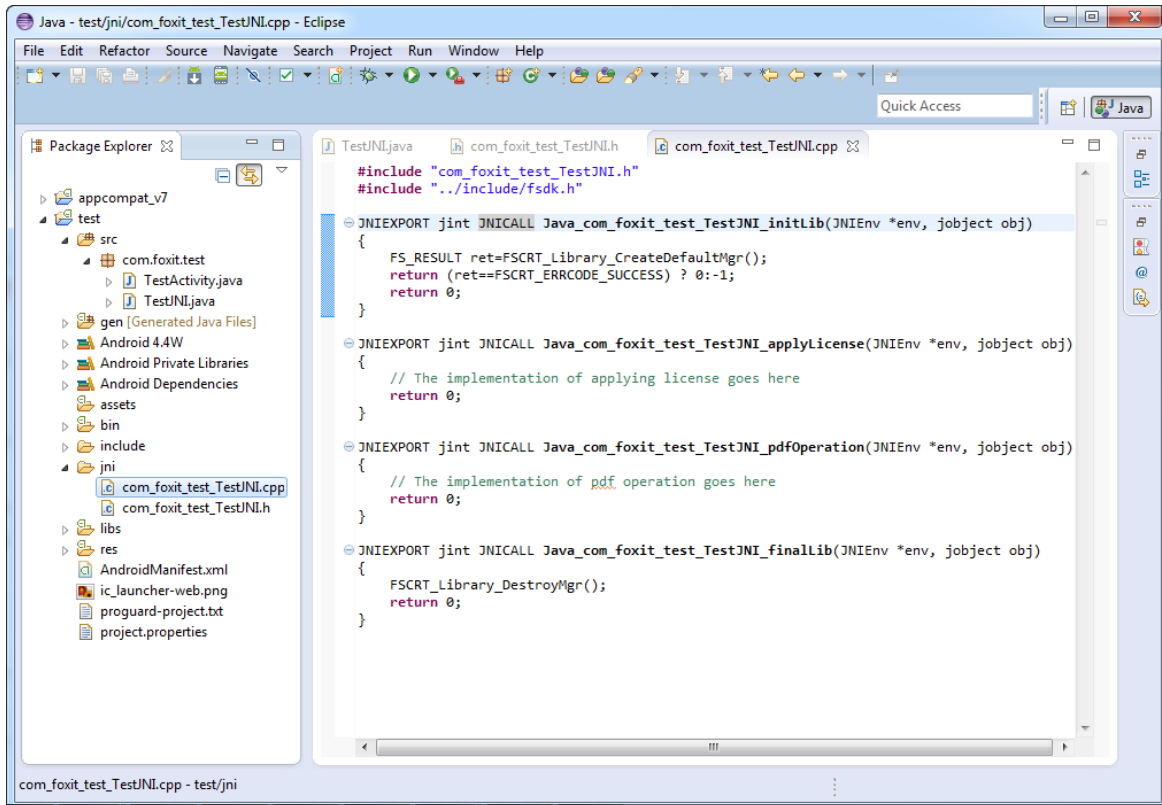 Java - test/jni/com_foxit_test_TestJNI.cpp - Eclipse
File Edit Refactor Source Navigate Search Project Run Window Help
Quick Access
Java
Package Explorer
appcompat_v7
test
src
com.foxit.test
TestActivity.java
TestJNI.java
gen [Generated Java Files]
Android 4.4W
Android Private Libraries
Android Dependencies
assets
bin
include
jni
com_foxit_test_TestJNI.cpp
com_foxit_test_TestJNI.h
libs
res
AndroidManifest.xml
ic_launcher-web.png
proguard-project.txt
project.properties
TestJNI.java com_foxit_test_TestJNI.h com_foxit_test_TestJNI.cpp
#include "com_foxit_test_TestJNI.h"
#include "../include/fsdk.h"
JNIEXPORT jint JNICALL Java_com_foxit_test_TestJNI_initLib(JNIEnv *env, jobject obj)
{
FS_RESULT ret=FSCRT_Library_CreateDefaultMgr();
return (ret==FSCRT_ERRCODE_SUCCESS) ? 0:-1;
return 0;
}
JNIEXPORT jint JNICALL Java_com_foxit_test_TestJNI_applyLicense(JNIEnv *env, jobject obj)
{
// The implementation of applying license goes here
return 0;
}
JNIEXPORT jint JNICALL Java_com_foxit_test_TestJNI_pdfOperation(JNIEnv *env, jobject obj)
{
// The implementation of pdf operation goes here
return 0;
}
JNIEXPORT jint JNICALL Java_com_foxit_test_TestJNI_finalLib(JNIEnv *env, jobject obj)
{
FSCRT_Library_DestroyMgr();
return 0;
}
com_foxit_test_TestJNI.cpp - test/jni